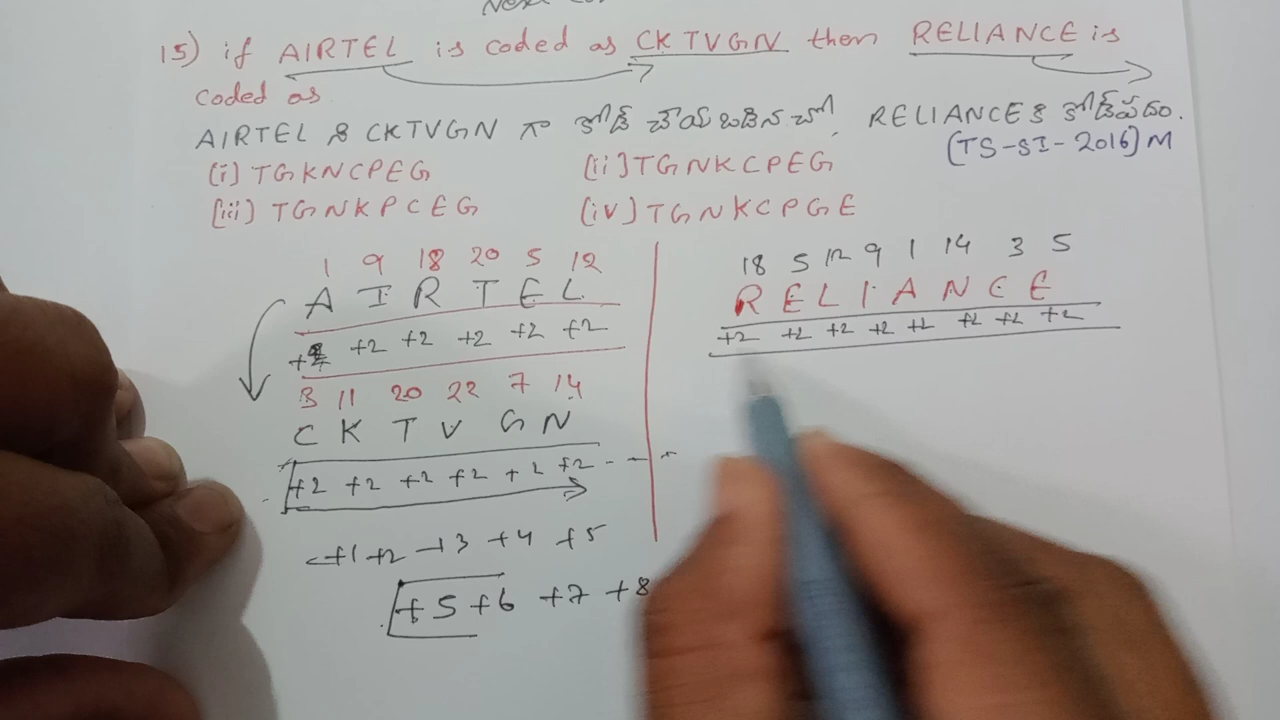 15) if AIRTEL is coded as CKTVGN then RELIANCE is
coded as
AIRTEL ని CKTVGN గా కోడ్ చేయబడిన చో, RELIANCE కి కోడ్ పదం.
(TS-SI-2016) M
(i) TGKNCPEG (ii) TGNKCPEG
(iii) TGNKPCEG (iv) TGNKCPGE
1 9 18 20 5 12
A I R T E L
+2 +2 +2 +2 +2 +2
3 11 20 22 7 14
C K T V G N
+2 +2 +2 +2 +2 +2 - - -
+1 +2 +3 +4 +5
+5 +6 +7 +8
18 5 12 9 1 14 3 5
R E L I A N C E
+2 +2 +2 +2 +2 +2 +2 +2